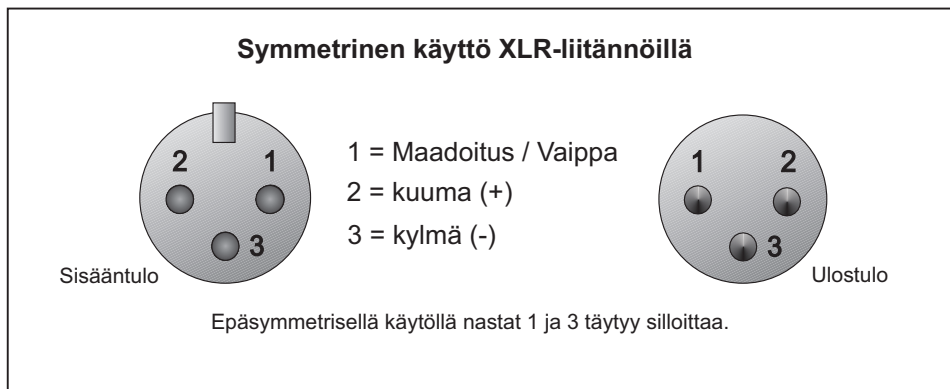 Symmetrinen käyttö XLR-liitännöillä
2 1
3
Sisääntulo
1 = Maadoitus / Vaippa
2 = kuuma (+)
3 = kylmä (-)
1 2
3
Ulostulo
Epäsymmetrisellä käytöllä nastat 1 ja 3 täytyy silloittaa.